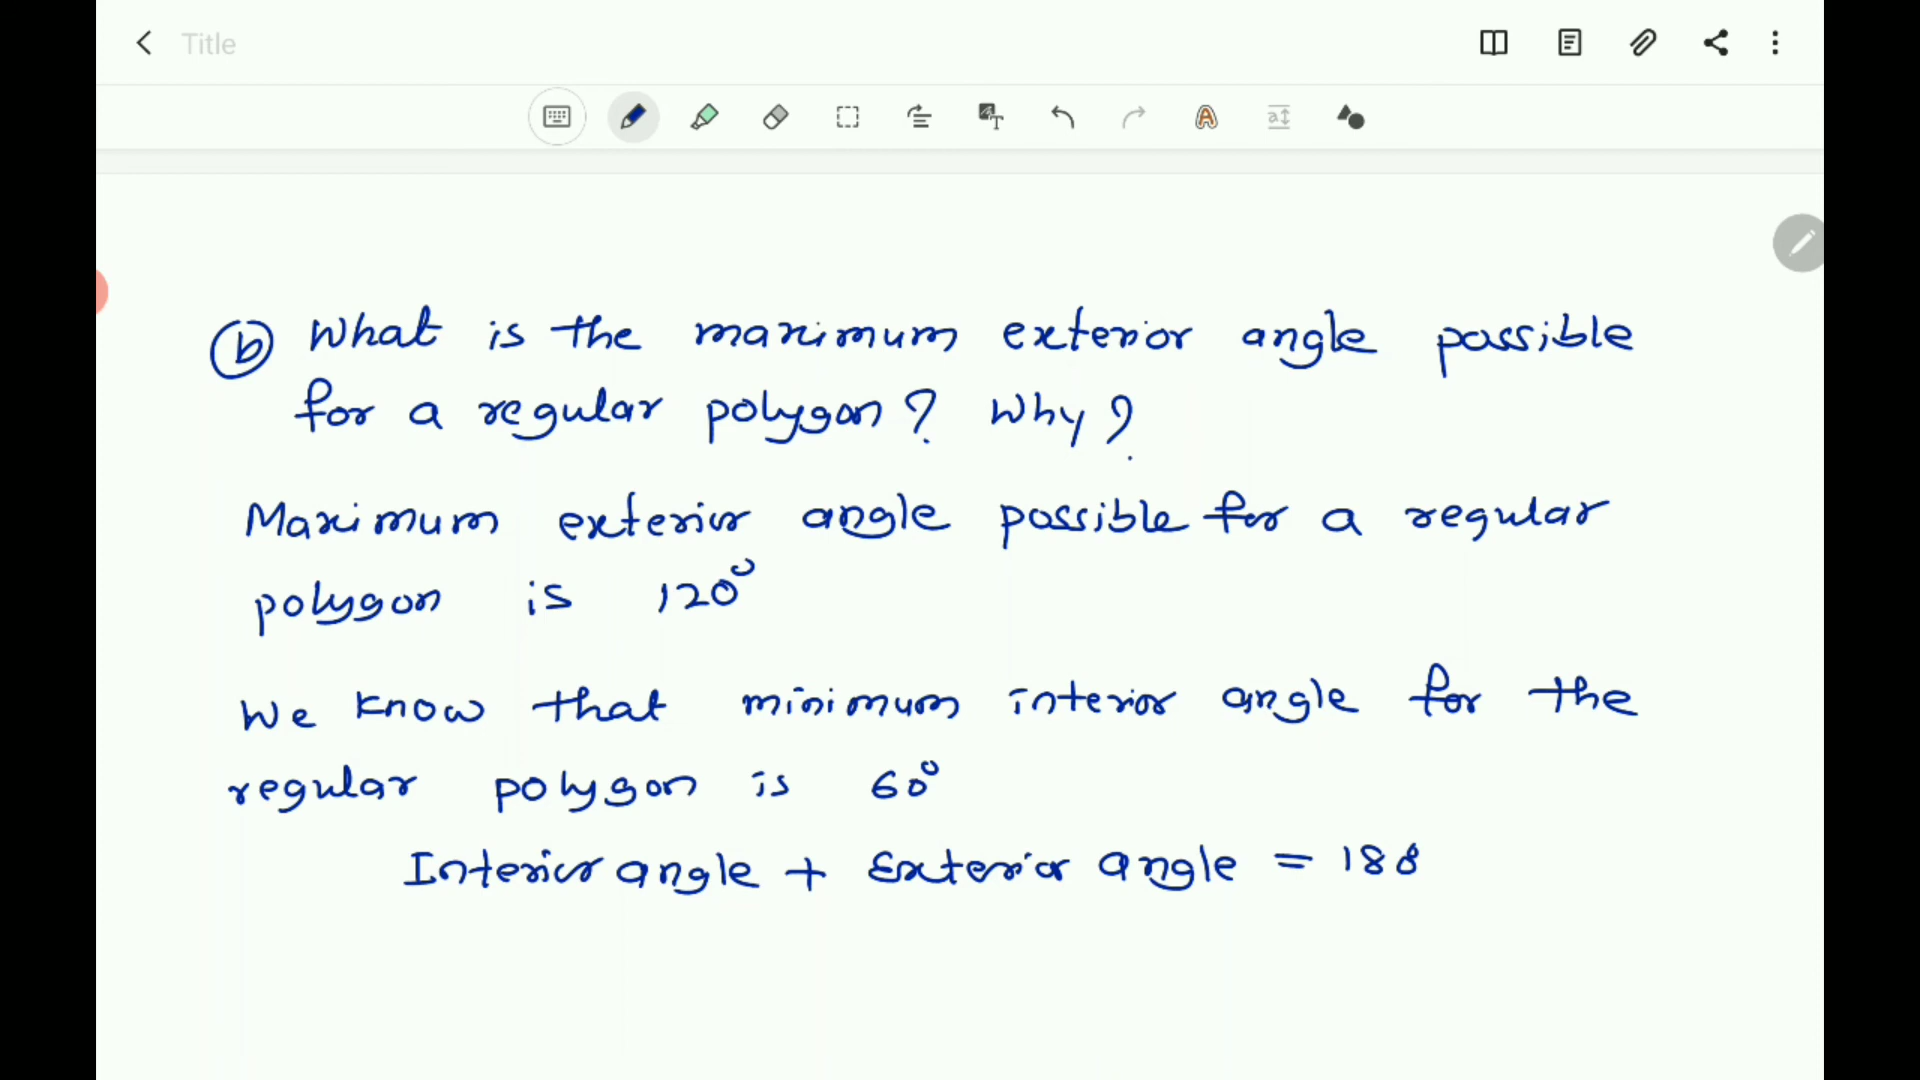 Title
b What is the maximum exterior angle possible
for a regular polygon? Why?
Maximum exterior angle possible for a regular
polygon is 120°
We know that minimum interior angle for the
regular polygon is 60°
Interior angle + Exterior angle =